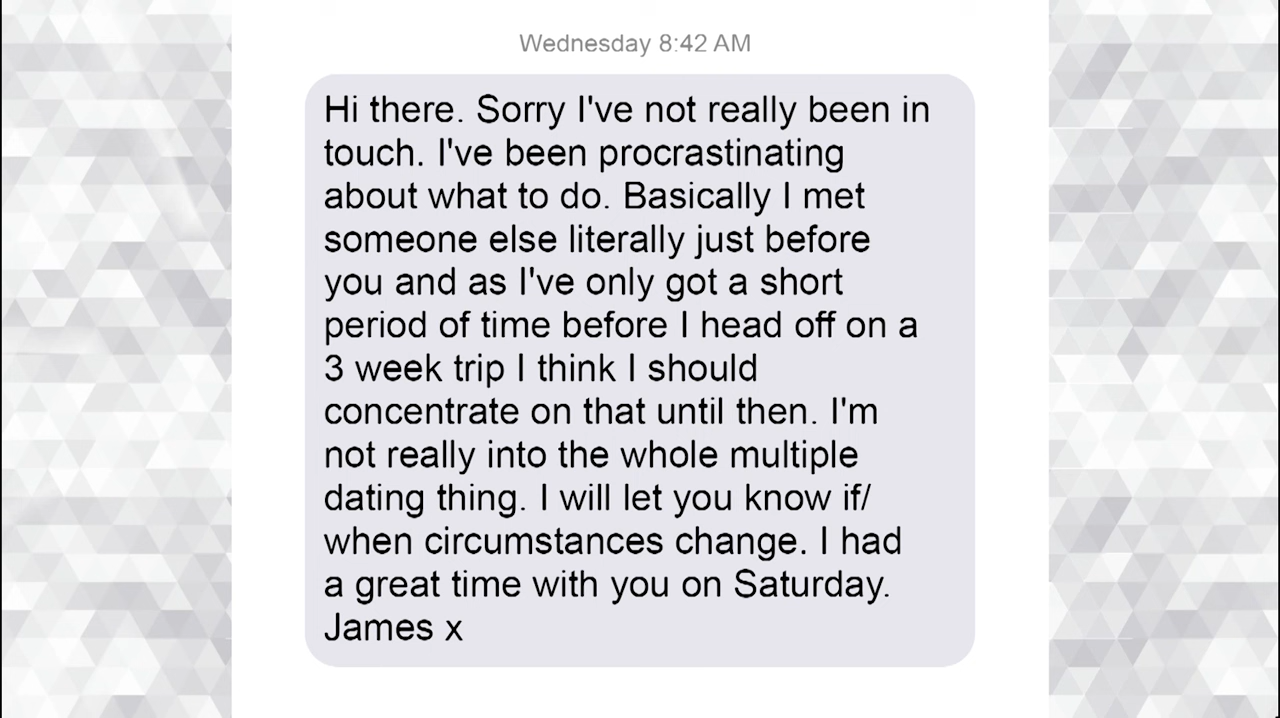 Wednesday 8:42 AM
Hi there. Sorry I've not really been in
touch. I've been procrastinating
about what to do. Basically I met
someone else literally just before
you and as I've only got a short
period of time before I head off on a
3 week trip I think I should
concentrate on that until then. I'm
not really into the whole multiple
dating thing. I will let you know if/
when circumstances change. I had
a great time with you on Saturday.
James x